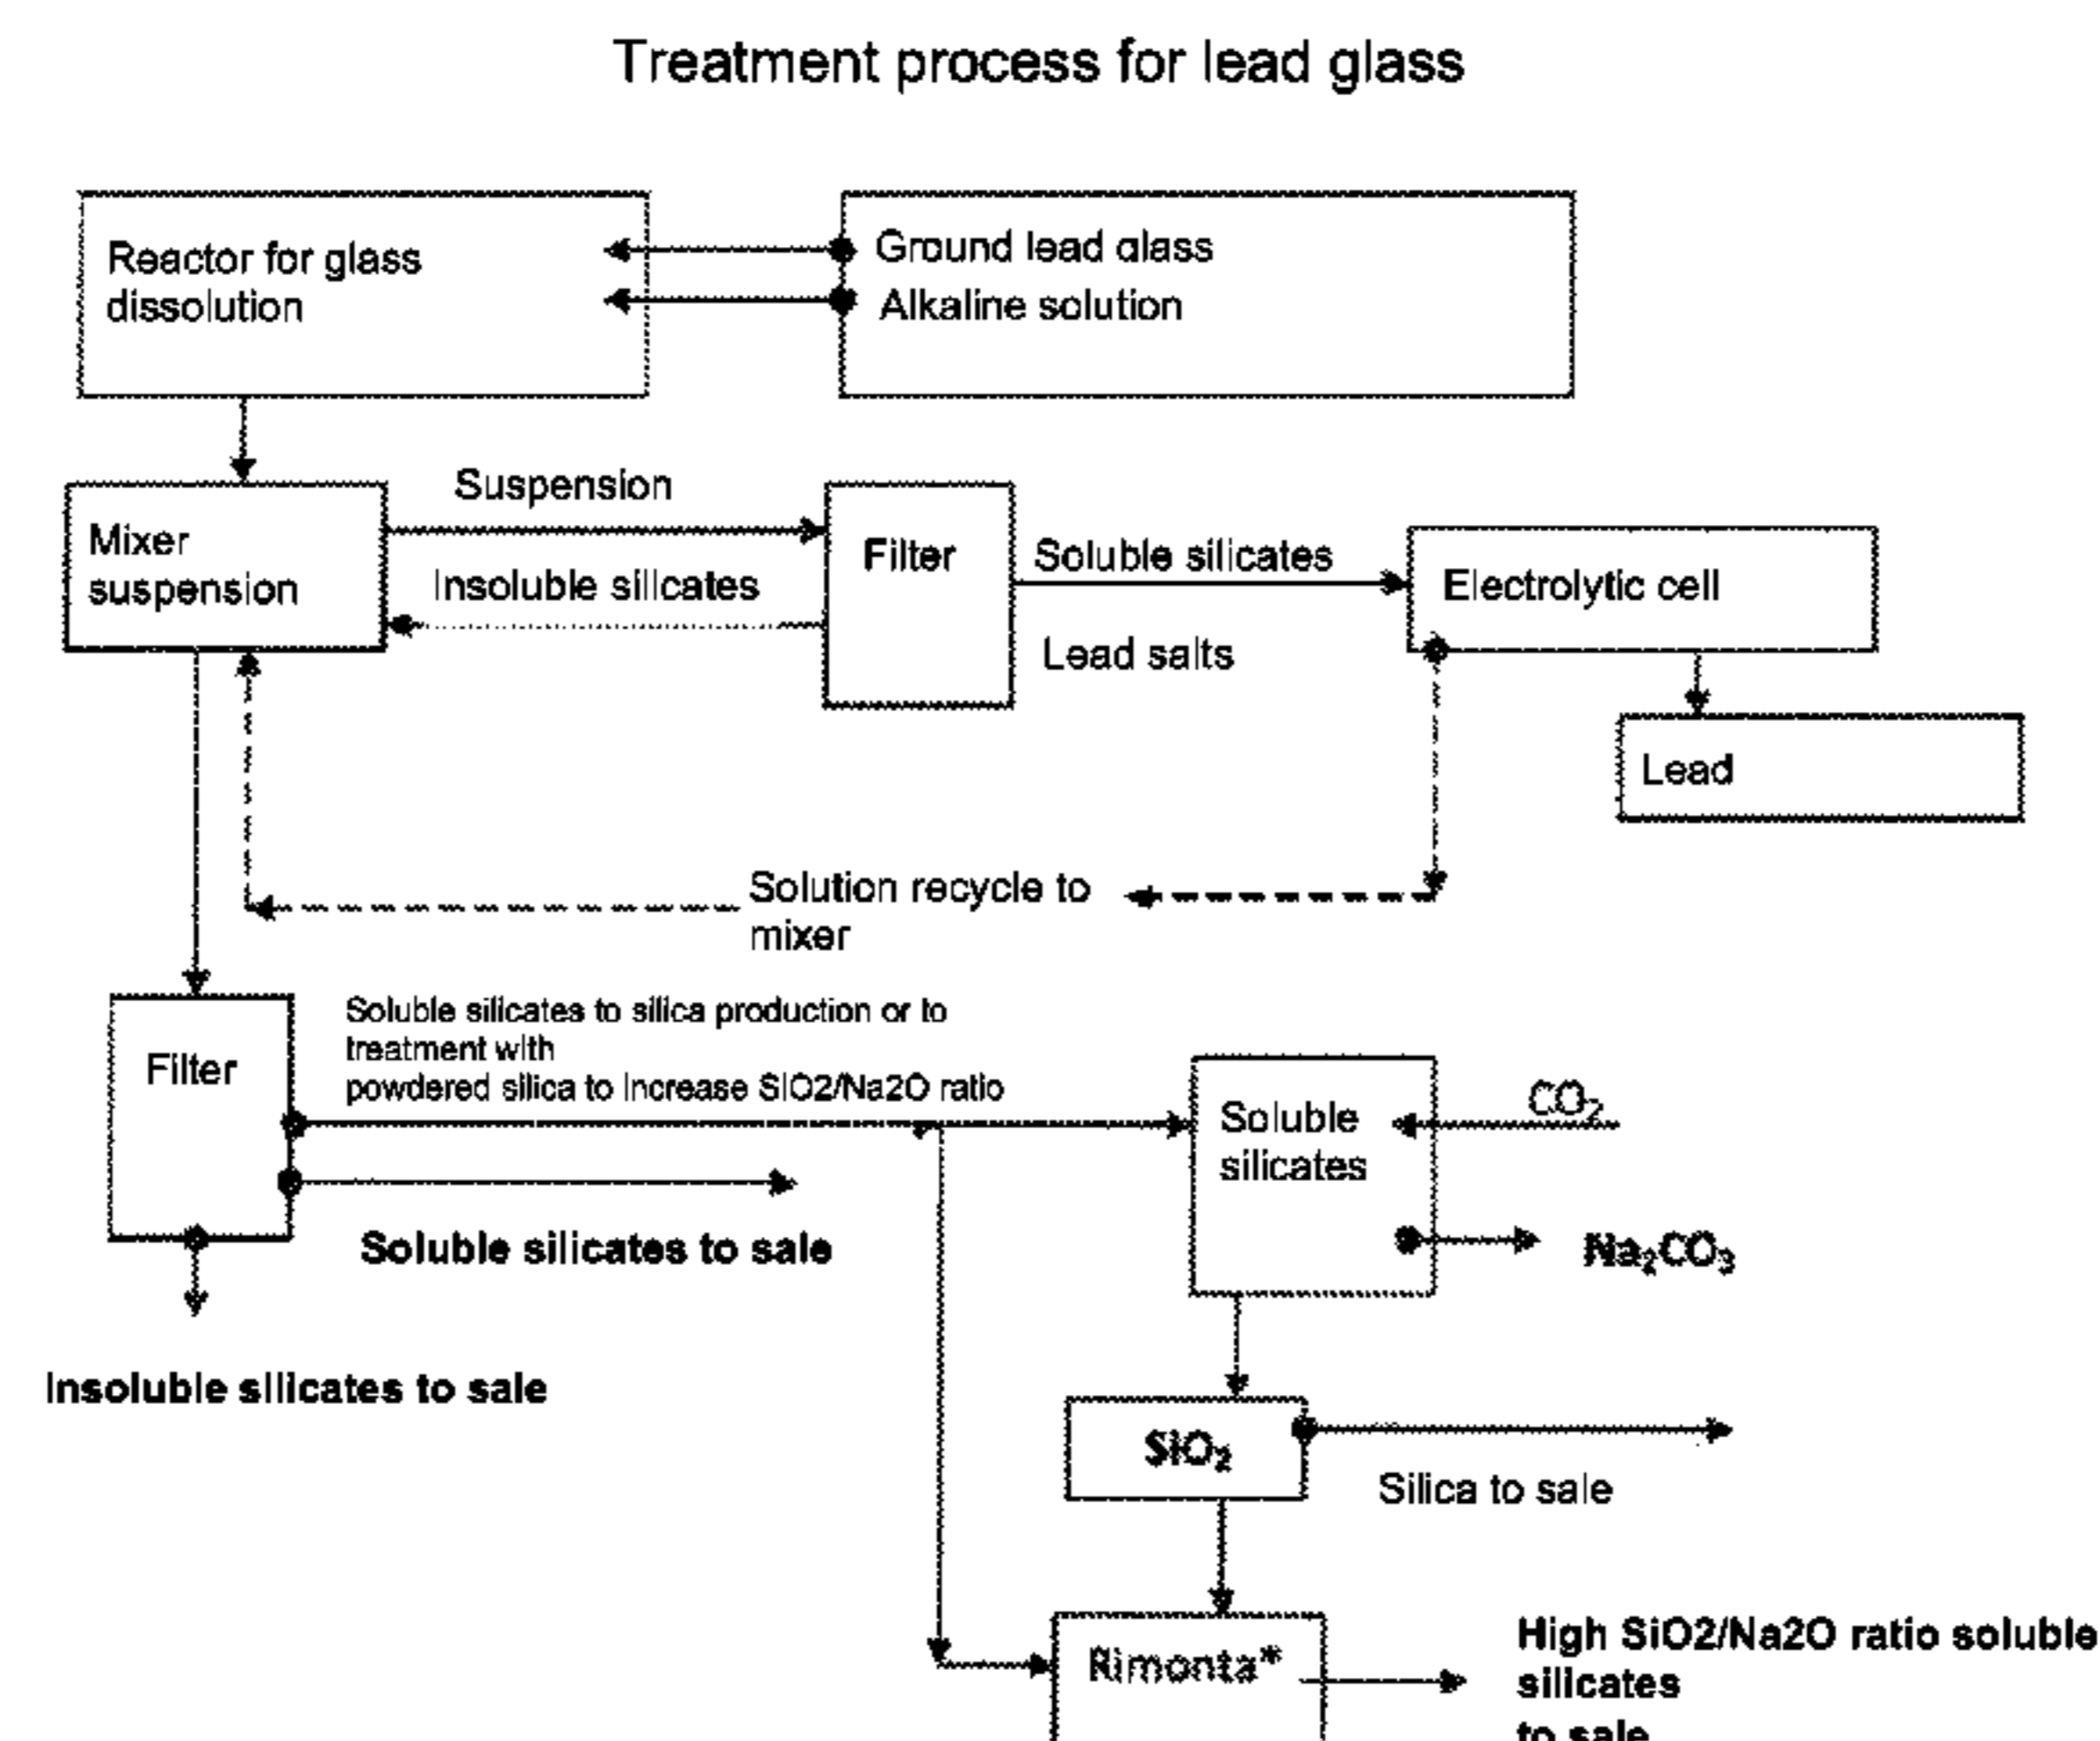 Treatment process for lead glass
Reactor for glass
dissolution
Ground lead glass
Alkaline solution
Mixer
suspension
Suspension
Insoluble silicates
Filter
Soluble silicates
Lead salts
Electrolytic cell
Lead
Solution recycle to
mixer
Filter
Soluble silicates to silica production or to
treatment with
powdered silica to increase SiO2/Na2O ratio
Soluble silicates to sale
Insoluble silicates to sale
Soluble
silicates
CO₂
Na₂CO₃
SiO₂
Silica to sale
Rimonta*
High SiO2/Na2O ratio soluble
silicates
to sale